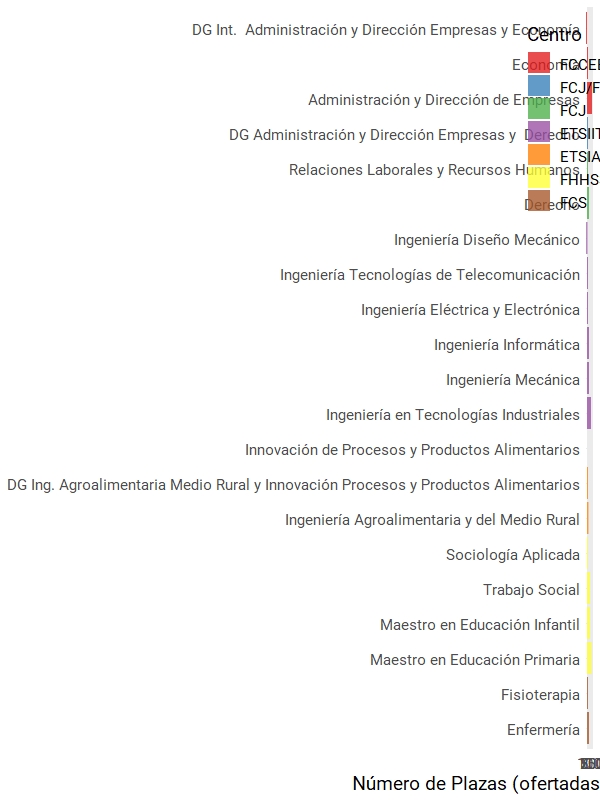 DG Int. Administración y Dirección Empresas y Economía
Centro
Economía
FCCEE
Administración y Dirección de Empresas
FCJ/F
FCJ
DG Administración y Dirección Empresas y Derecho
ETSIIT
Relaciones Laborales y Recursos Humanos
ETSIA
FHHS
Derecho
FCS
Ingeniería Diseño Mecánico
Ingeniería Tecnologías de Telecomunicación
Ingeniería Eléctrica y Electrónica
Ingeniería Informática
Ingeniería Mecánica
Ingeniería en Tecnologías Industriales
Innovación de Procesos y Productos Alimentarios
DG Ing. Agroalimentaria Medio Rural y Innovación Procesos y Productos Alimentarios
Ingeniería Agroalimentaria y del Medio Rural
Sociología Aplicada
Trabajo Social
Maestro en Educación Infantil
Maestro en Educación Primaria
Fisioterapia
Enfermería
Número de Plazas (ofertadas